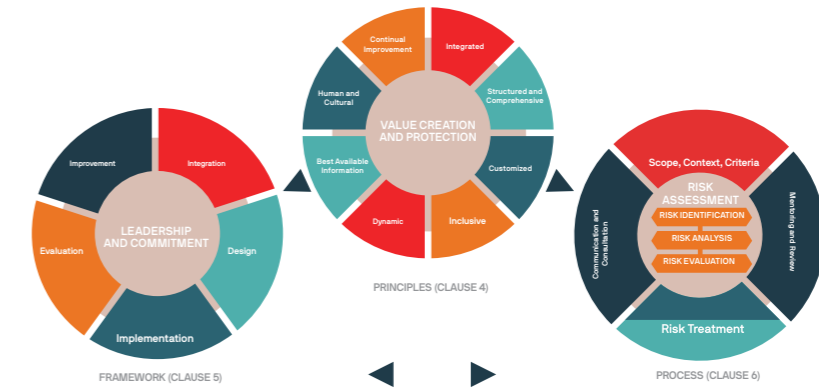 Continual
Improvement
Integrated
Human and
Cultural
Structured and
Comprehensive
VALUE CREATION
AND PROTECTION
Best Available
Information
Customized
Dynamic
Inclusive
PRINCIPLES (CLAUSE 4)
Improvement
Integration
LEADERSHIP
AND COMMITMENT
Evaluation
Design
Implementation
FRAMEWORK (CLAUSE 5)
Scope, Context, Criteria
RISK
ASSESSMENT
RISK IDENTIFICATION
RISK ANALYSIS
RISK EVALUATION
Communication and
Consultation
Mentoring and Review
Risk Treatment
PROCESS (CLAUSE 6)